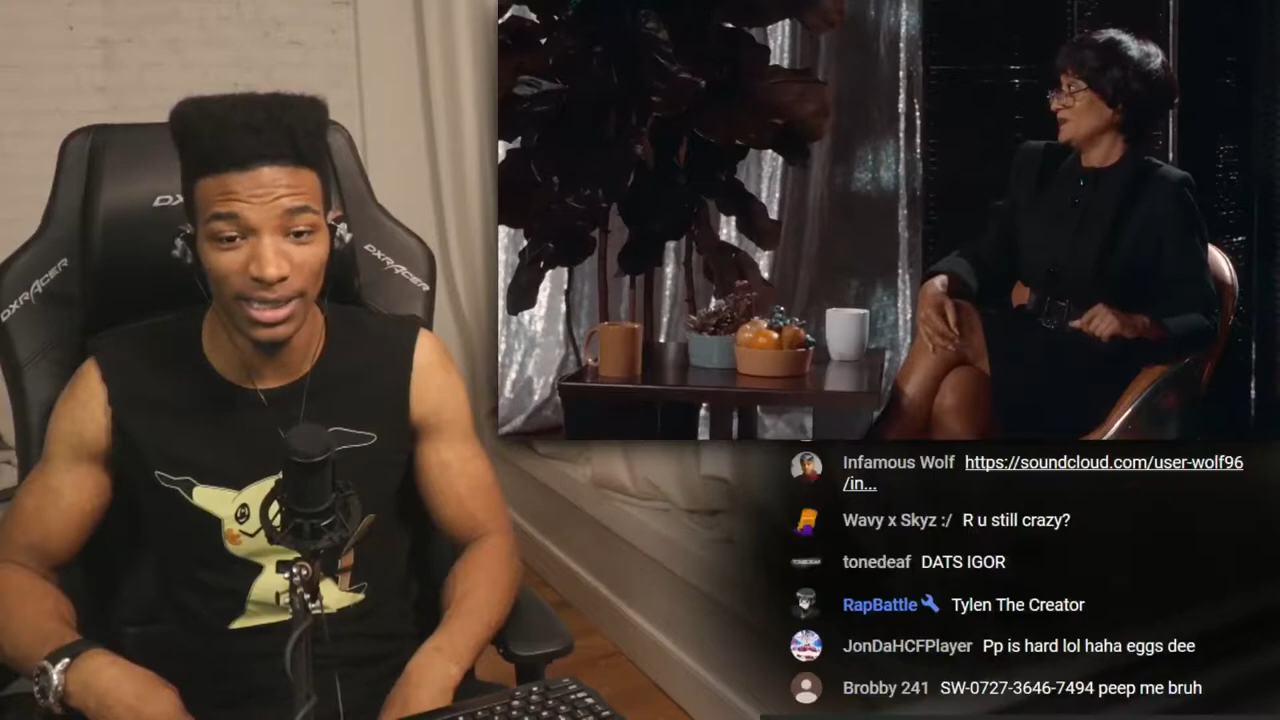 DXRACER
DXRACER
DX
Infamous Wolf https://soundcloud.com/user-wolf96
/in...
Wavy x Skyz :/ R u still crazy?
tonedeaf DATS IGOR
RapBattle Tylen The Creator
JonDaHCFPlayer Pp is hard lol haha eggs dee
Brobby 241 SW-0727-3646-7494 peep me bruh